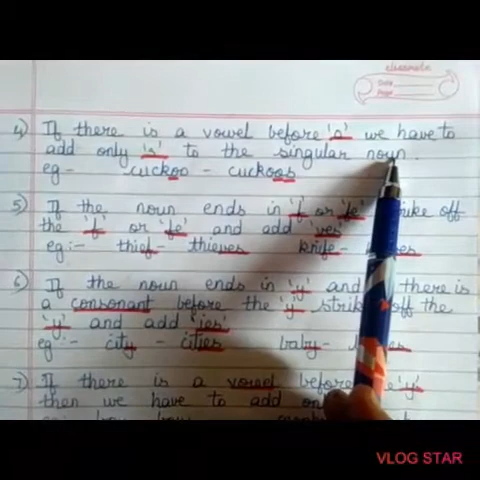 classmate
Date
Page
4) If there is a vowel before 'o' we have to
add only 's' to the singular noun.
eg - cuckoo - cuckoos
5) If the noun ends in 'f' or 'fe' strike off
the 'f' or fe' and add 'ves'
eg:- thief - thieves knife -
6) If the noun ends in 'y' and there is
a consonant before the 'y strike off the
'y' and add 'ies'
eg:- city - cities baby -
7) If there is a vowel before 'y'
then we have to add
VLOG STAR